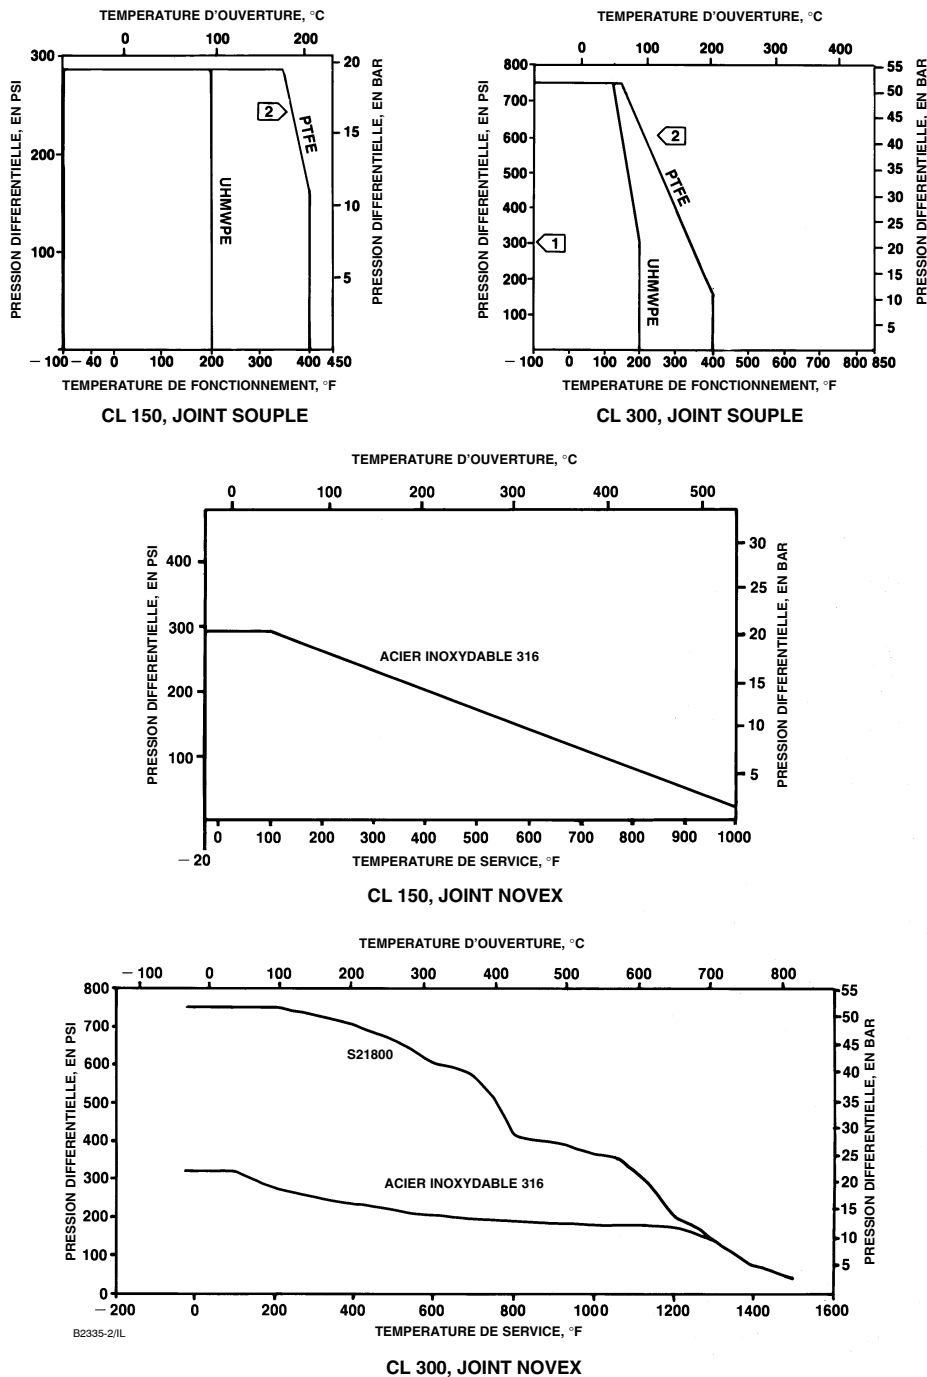 TEMPERATURE D'OUVERTURE, °C
0 100 200
PRESSION DIFFERENTIELLE, EN PSI
300
200
100
20
15
10
5
PRESSION DIFFERENTIELLE, EN BAR
2
PTFE
UHMWPE
−100 −40 0 100 200 300 400 450
TEMPERATURE DE FONCTIONNEMENT, °F
CL 150, JOINT SOUPLE
TEMPERATURE D'OUVERTURE, °C
0 100 200 300 400
PRESSION DIFFERENTIELLE, EN PSI
800
700
600
500
400
300
200
100
55
50
45
40
35
30
25
20
15
10
5
PRESSION DIFFERENTIELLE, EN BAR
2
PTFE
1
UHMWPE
−100 0 100 200 300 400 500 600 700 800 850
TEMPERATURE DE FONCTIONNEMENT, °F
CL 300, JOINT SOUPLE
TEMPERATURE D'OUVERTURE, °C
0 100 200 300 400 500
PRESSION DIFFERENTIELLE, EN PSI
400
300
200
100
30
25
20
15
10
5
PRESSION DIFFERENTIELLE, EN BAR
ACIER INOXYDABLE 316
0 100 200 300 400 500 600 700 800 900 1000
−20
TEMPERATURE DE SERVICE, °F
CL 150, JOINT NOVEX
TEMPERATURE D'OUVERTURE, °C
−100 0 100 200 300 400 500 600 700 800
PRESSION DIFFERENTIELLE, EN PSI
800
700
600
500
400
300
200
100
0
55
50
45
40
35
30
25
20
15
10
5
PRESSION DIFFERENTIELLE, EN BAR
S21800
ACIER INOXYDABLE 316
−200 0 200 400 600 800 1000 1200 1400 1600
B2335-2/IL
TEMPERATURE DE SERVICE, °F
CL 300, JOINT NOVEX